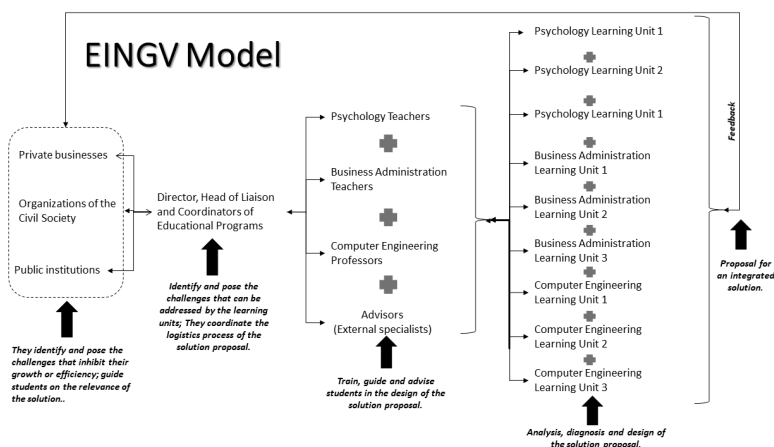 EINGV Model
Private businesses
Organizations of the
Civil Society
Public institutions
They identify and pose the
challenges that inhibit their
growth or efficiency; guide
students on the relevance of
the solution..
Director, Head of Liaison
and Coordinators of
Educational Programs
Identify and pose the
challenges that can be
addressed by the learning
units; They coordinate the
logistics process of the
solution proposal.
Psychology Teachers
Business Administration
Teachers
Computer Engineering
Professors
Advisors
(External specialists)
Train, guide and advise
students in the design of the
solution proposal.
Psychology Learning Unit 1
Psychology Learning Unit 2
Psychology Learning Unit 1
Business Administration
Learning Unit 1
Business Administration
Learning Unit 2
Business Administration
Learning Unit 3
Computer Engineering
Learning Unit 1
Computer Engineering
Learning Unit 2
Computer Engineering
Learning Unit 3
Analysis, diagnosis and design of
the solution proposal.
Feedback
Proposal for
an integrated
solution.